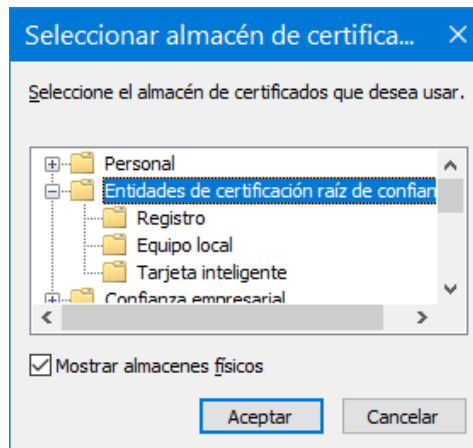 Seleccionar almacén de certifica...
Seleccione el almacén de certificados que desea usar.
Personal
Entidades de certificación raíz de confian
Registro
Equipo local
Tarjeta inteligente
Confianza empresarial
Mostrar almacenes físicos
Aceptar Cancelar